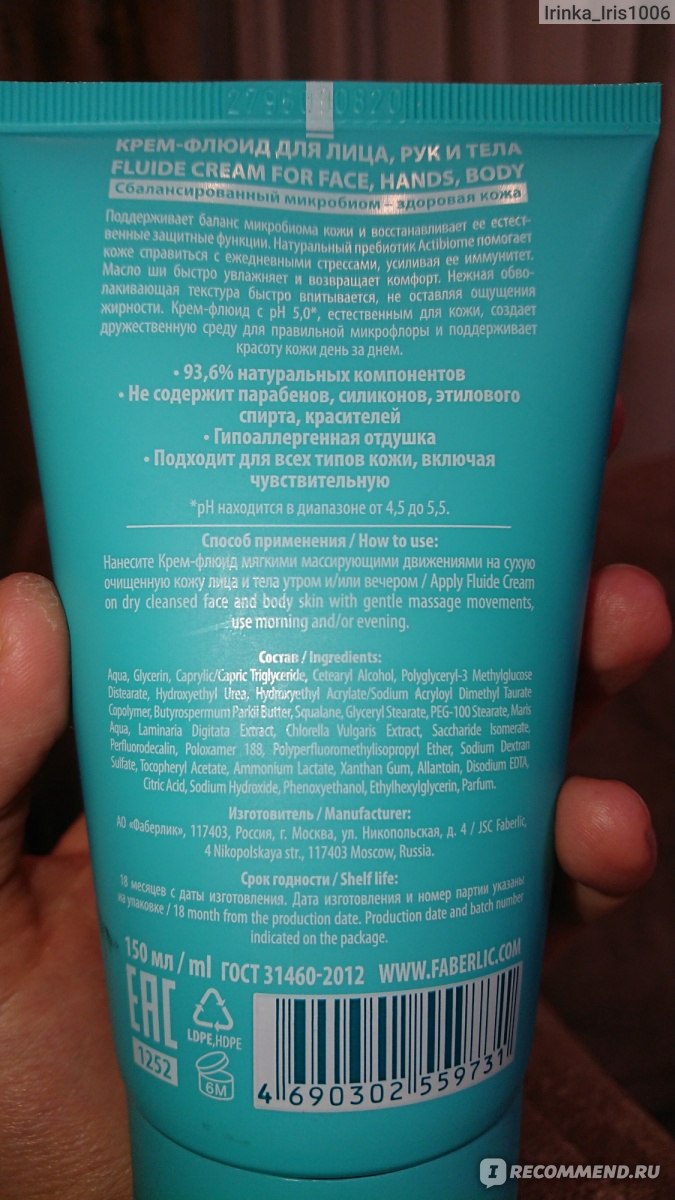 Irinka_Iris1006
КРЕМ-ФЛЮИД ДЛЯ ЛИЦА, РУК И ТЕЛА
FLUIDE CREAM FOR FACE, HANDS, BODY
Сбалансированный микробиом – здоровая кожа
Поддерживает баланс микробиома кожи и восстанавливает ее естест-
венные защитные функции. Натуральный пребиотик Actibiome помогает
коже справиться с ежедневными стрессами, усиливая ее иммунитет.
Масло ши быстро увлажняет и возвращает комфорт. Нежная обво-
лакивающая текстура быстро впитывается, не оставляя ощущения
жирности. Крем-флюид с pH 5,0*, естественным для кожи, создает
дружественную среду для правильной микрофлоры и поддерживает
красоту кожи день за днем.
• 93,6% натуральных компонентов
• Не содержит парабенов, силиконов, этилового
спирта, красителей
• Гипоаллергенная отдушка
• Подходит для всех типов кожи, включая
чувствительную
*pH находится в диапазоне от 4,5 до 5,5.
Способ применения / How to use:
Нанесите Крем-флюид мягкими массирующими движениями на сухую
очищенную кожу лица и тела утром и/или вечером / Apply Fluide Cream
on dry cleansed face and body skin with gentle massage movements,
use morning and/or evening.
Состав / Ingredients:
Aqua, Glycerin, Caprylic/Capric Triglyceride, Cetearyl Alcohol, Polyglyceryl-3 Methylglucose
Distearate, Hydroxyethyl Urea, Hydroxyethyl Acrylate/Sodium Acryloyl Dimethyl Taurate
Copolymer, Butyrospermum Parkii Butter, Squalane, Glyceryl Stearate, PEG-100 Stearate, Maris
Aqua, Laminaria Digitata Extract, Chlorella Vulgaris Extract, Saccharide Isomerate,
Perfluorodecalin, Poloxamer 188, Polyperfluoromethylisopropyl Ether, Sodium Dextran
Sulfate, Tocopheryl Acetate, Ammonium Lactate, Xanthan Gum, Allantoin, Disodium EDTA,
Citric Acid, Sodium Hydroxide, Phenoxyethanol, Ethylhexylglycerin, Parfum.
Изготовитель / Manufacturer:
АО «Фаберлик», 117403, Россия, г. Москва, ул. Никопольская, д. 4 / JSC Faberlic,
4 Nikopolskaya str., 117403 Moscow, Russia.
Срок годности / Shelf life:
18 месяцев с даты изготовления. Дата изготовления и номер партии указаны
на упаковке / 18 month from the production date. Production date and batch number
indicated on the package.
150 мл / ml ГОСТ 31460-2012 WWW.FABERLIC.COM
EAC
1252
LDPE,HDPE
6M
4 690302 559731
IRECOMMEND.RU